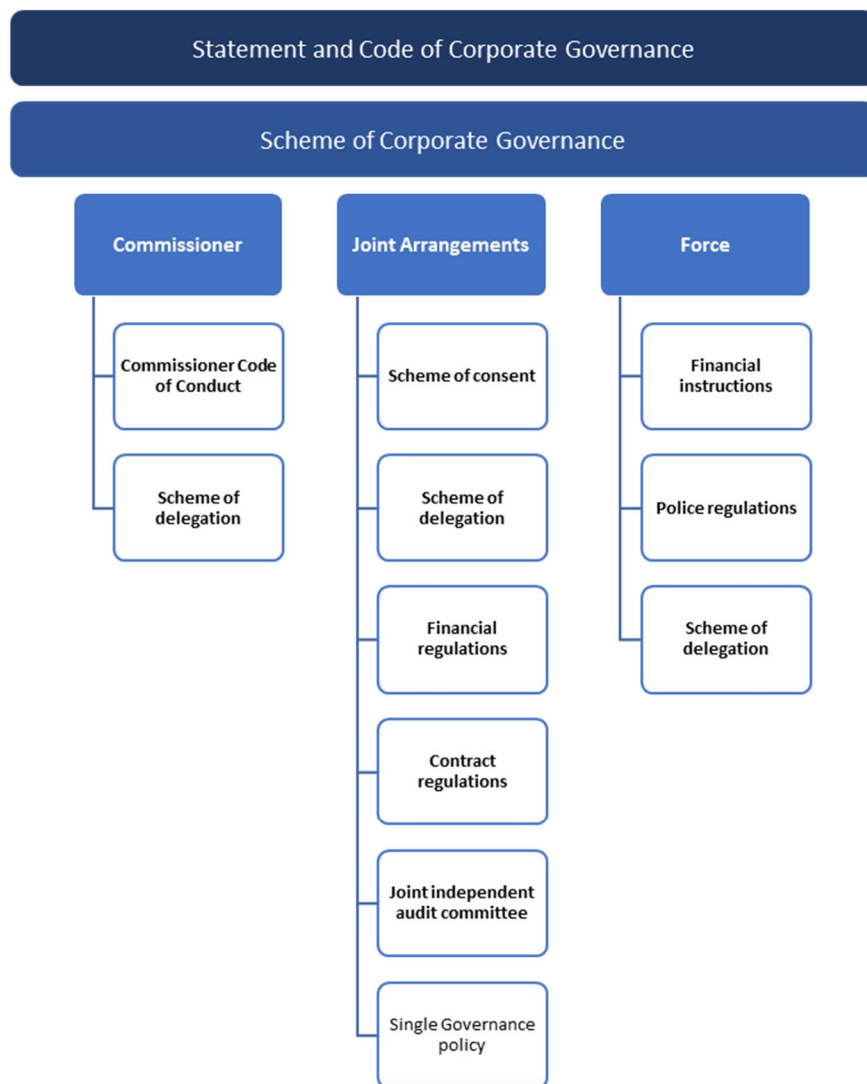 Statement and Code of Corporate Governance
Scheme of Corporate Governance
Commissioner
Commissioner Code
of Conduct
Scheme of
delegation
Joint Arrangements
Scheme of consent
Scheme of
delegation
Financial
regulations
Contract
regulations
Joint independent
audit committee
Single Governance
policy
Force
Financial
instructions
Police regulations
Scheme of
delegation